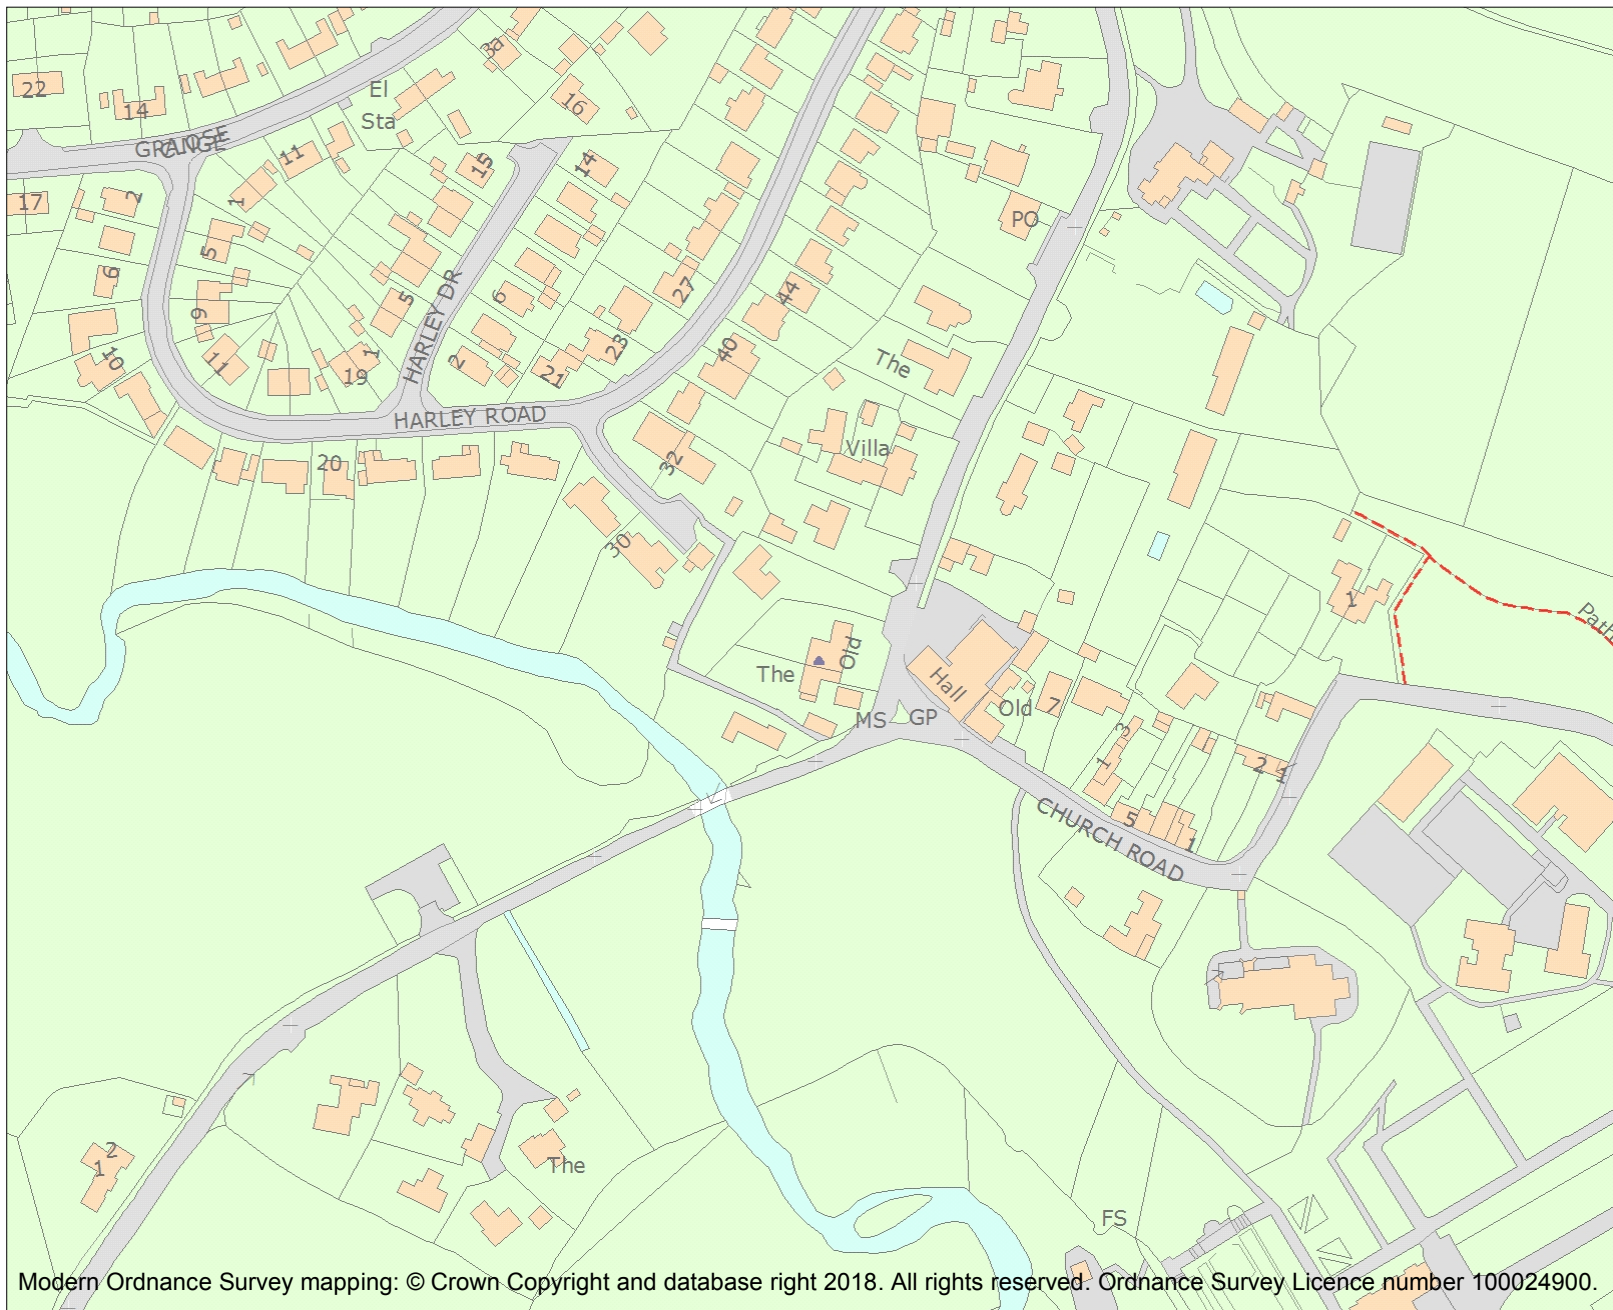 3a
22
El
14
16
Sta
GRANGE
CLOSE
11
15
14
2
1
17
PO
5
6
5
6
27
44
9
HARLEY DR
10
11
19
1
2
21
23
40
The
HARLEY ROAD
Villa
20
32
30
1
Path
The
Old
Hall
Old
7
MS
GP
3
1
2
1
CHURCH ROAD
5
1
2
1
The
FS
Modern Ordnance Survey mapping: © Crown Copyright and database right 2018. All rights reserved. Ordnance Survey Licence number 100024900.